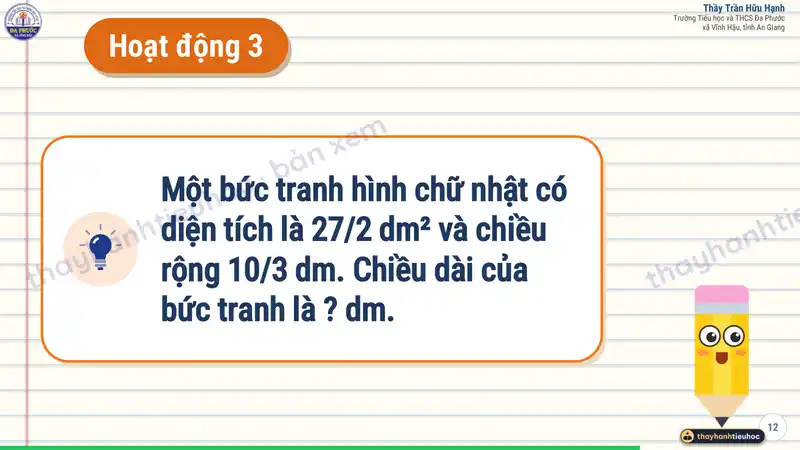 Thầy Trần Hữu Hạnh
Trường Tiểu học và THCS Đa Phước
xã Vĩnh Hậu, tỉnh An Giang
ĐA PHƯỚC
Hoạt động 3
Một bức tranh hình chữ nhật có
diện tích là 27/2 dm² và chiều
rộng 10/3 dm. Chiều dài của
bức tranh là ? dm.
12
thayhanhtieuhoc